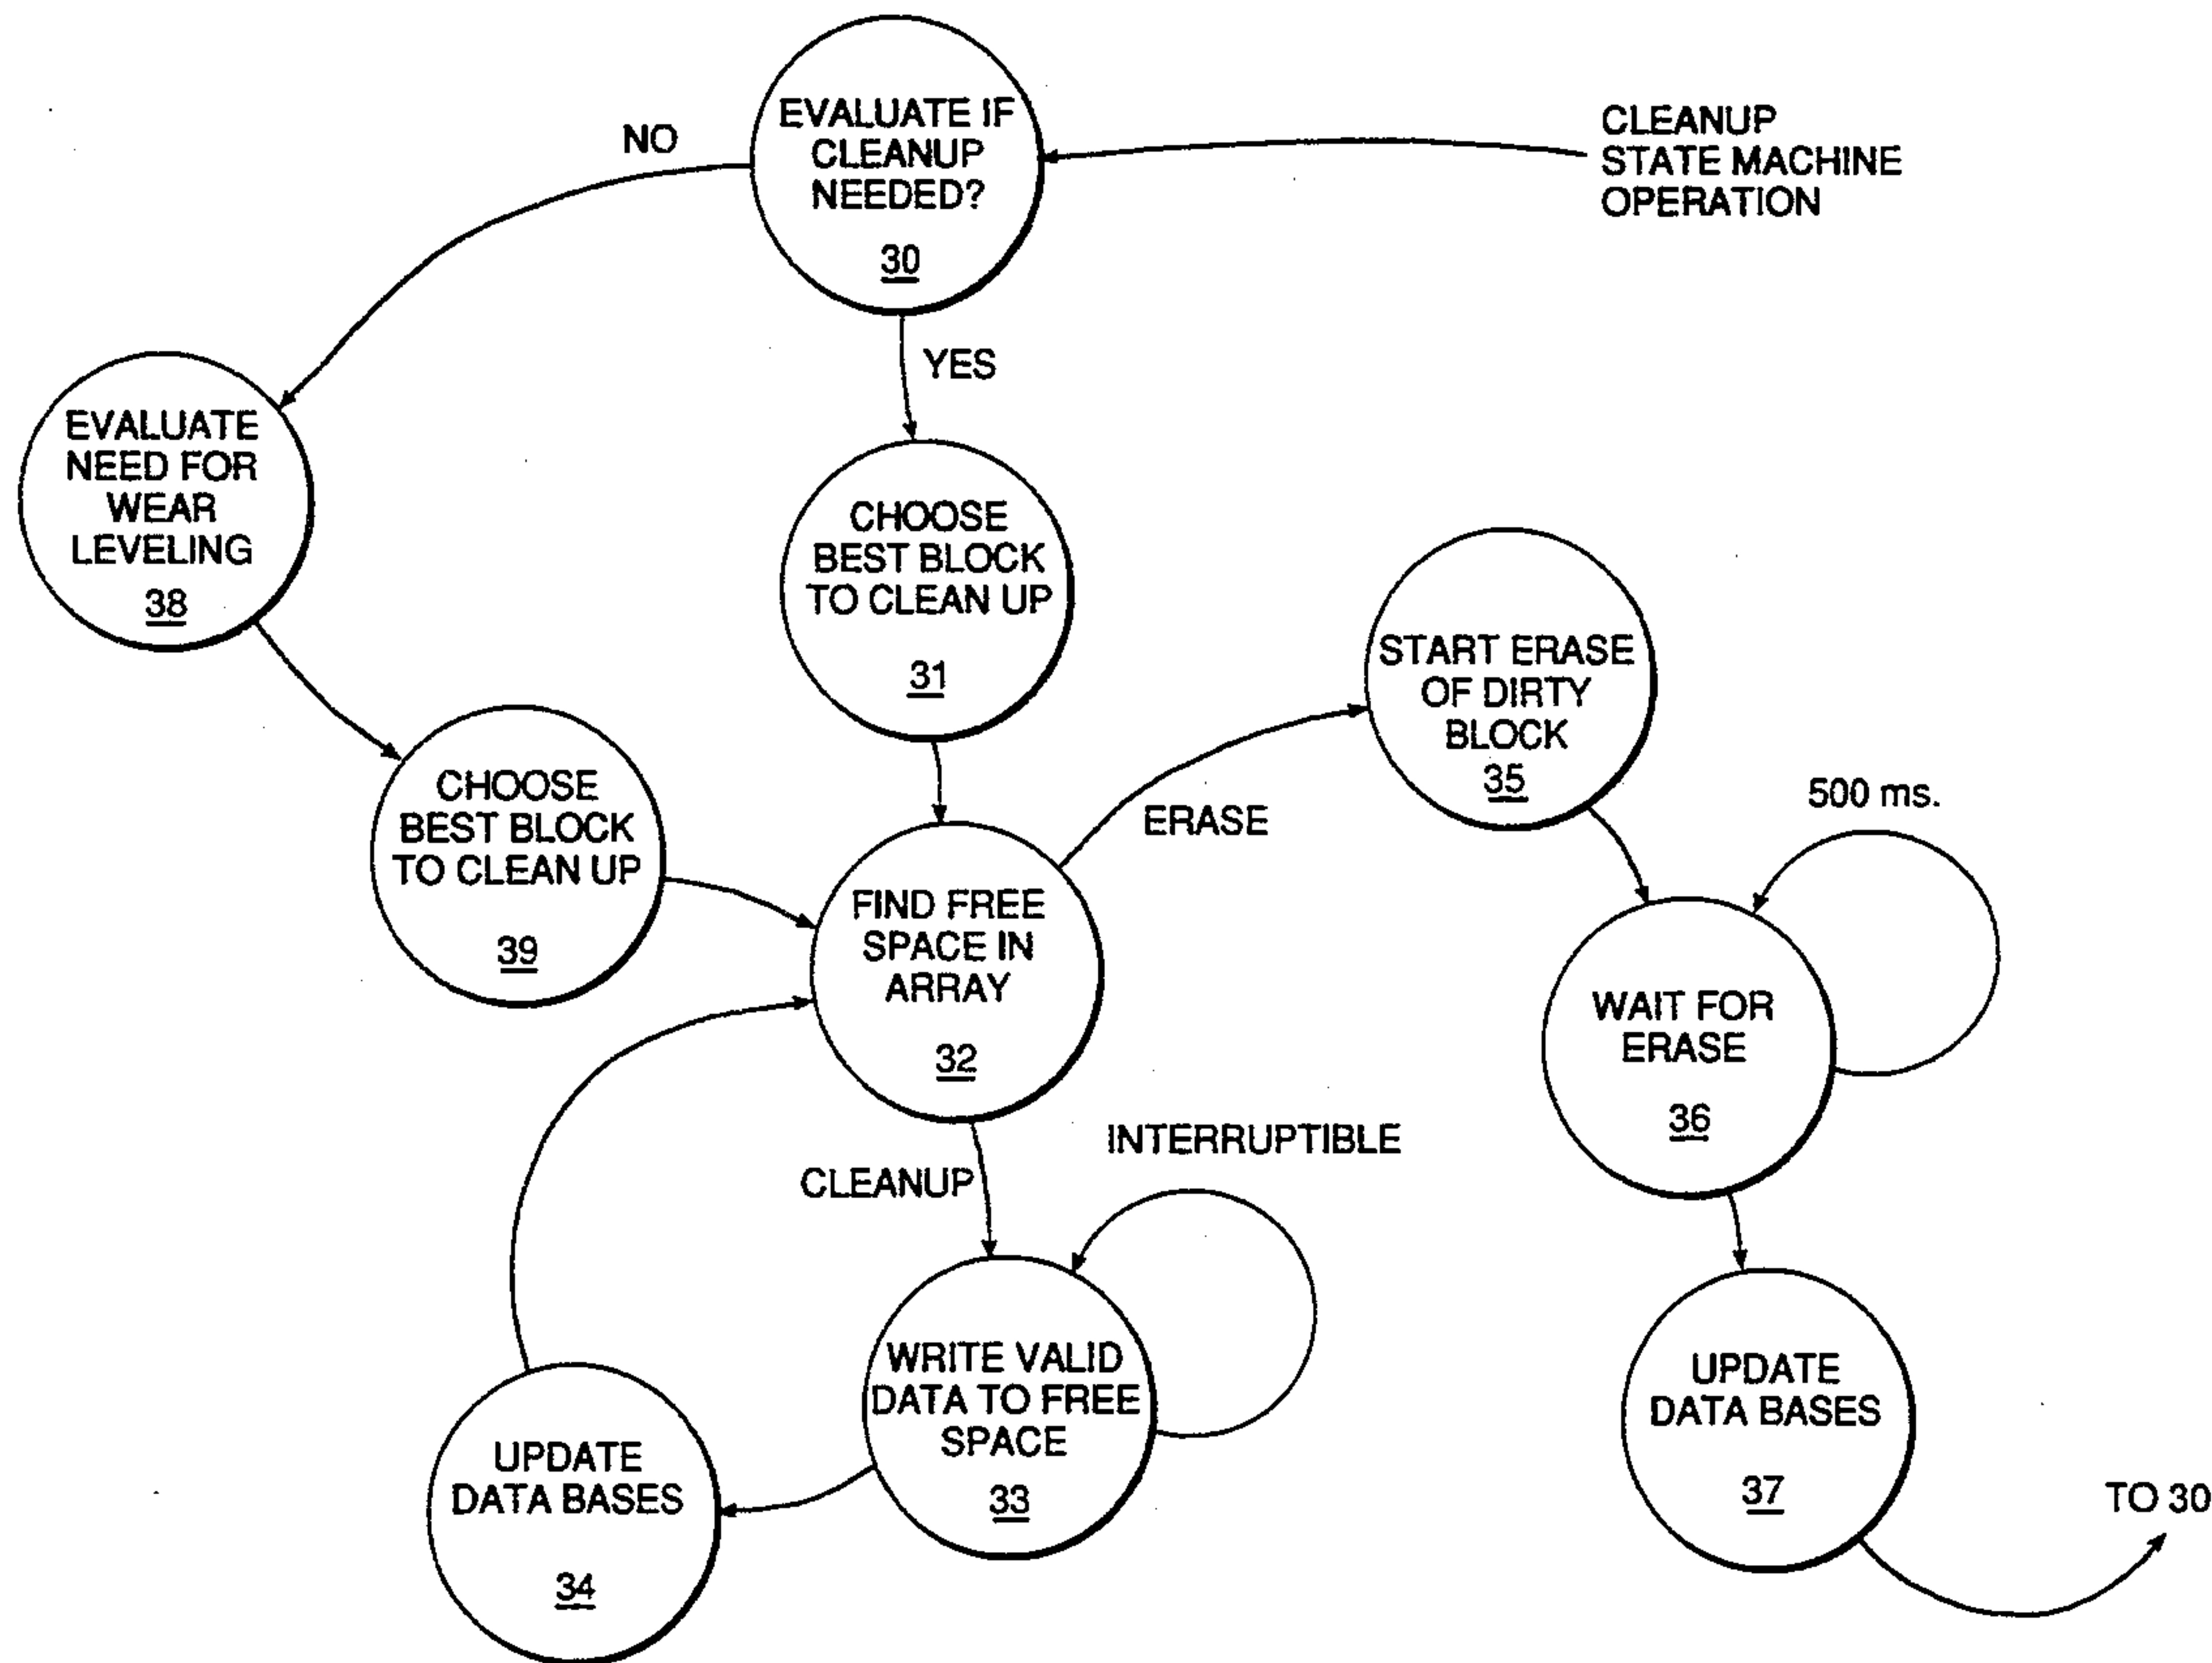 EVALUATE IF
CLEANUP
NEEDED?
30
CLEANUP
STATE MACHINE
OPERATION
NO
YES
EVALUATE
NEED FOR
WEAR
LEVELING
38
CHOOSE
BEST BLOCK
TO CLEAN UP
31
START ERASE
OF DIRTY
BLOCK
35
CHOOSE
BEST BLOCK
TO CLEAN UP
39
ERASE
500 ms.
FIND FREE
SPACE IN
ARRAY
32
WAIT FOR
ERASE
36
CLEANUP
INTERRUPTIBLE
WRITE VALID
DATA TO FREE
SPACE
33
UPDATE
DATA BASES
34
UPDATE
DATA BASES
37
TO 30